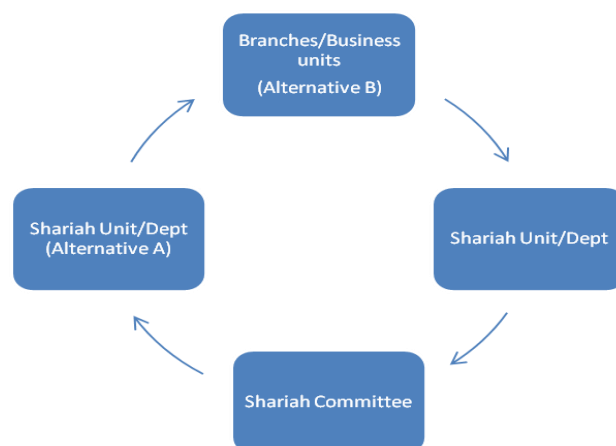 Branches/Business
units
(Alternative B)
Shariah Unit/Dept
(Alternative A)
Shariah Unit/Dept
Shariah Committee